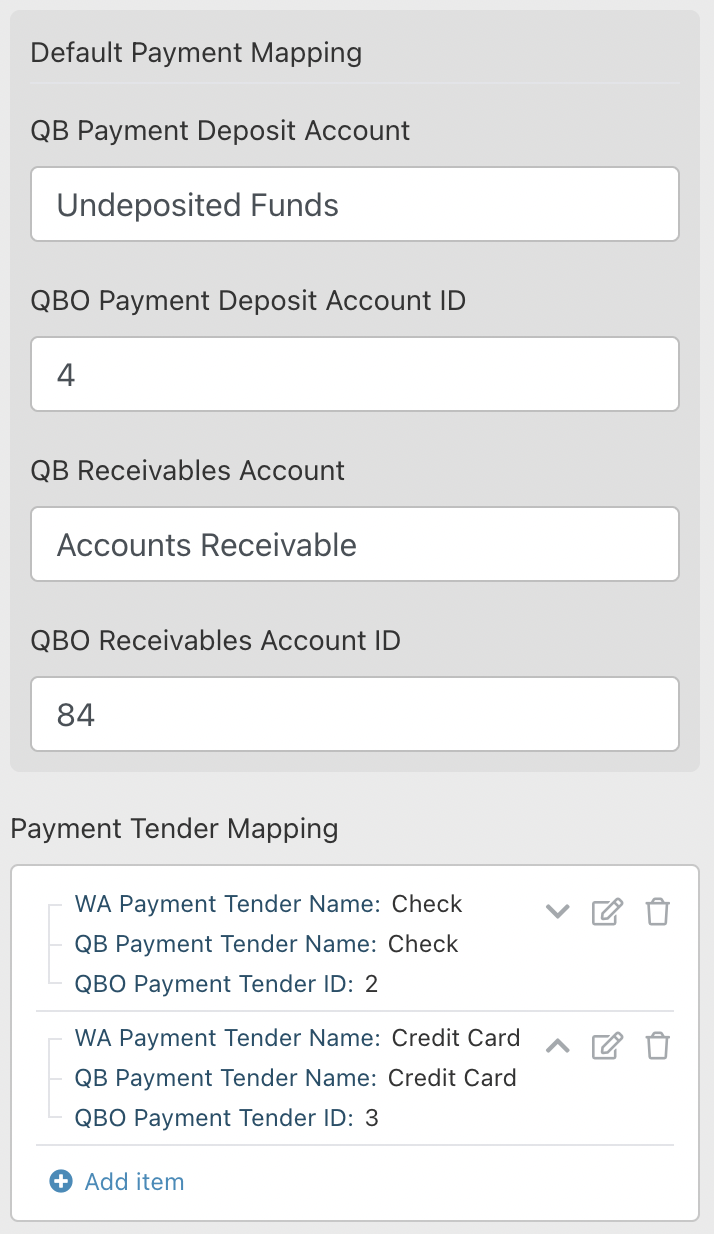 Default Payment Mapping
QB Payment Deposit Account
Undeposited Funds
QBO Payment Deposit Account ID
4
QB Receivables Account
Accounts Receivable
QBO Receivables Account ID
84
Payment Tender Mapping
WA Payment Tender Name: Check
QB Payment Tender Name: Check
QBO Payment Tender ID: 2
WA Payment Tender Name: Credit Card
QB Payment Tender Name: Credit Card
QBO Payment Tender ID: 3
Add item